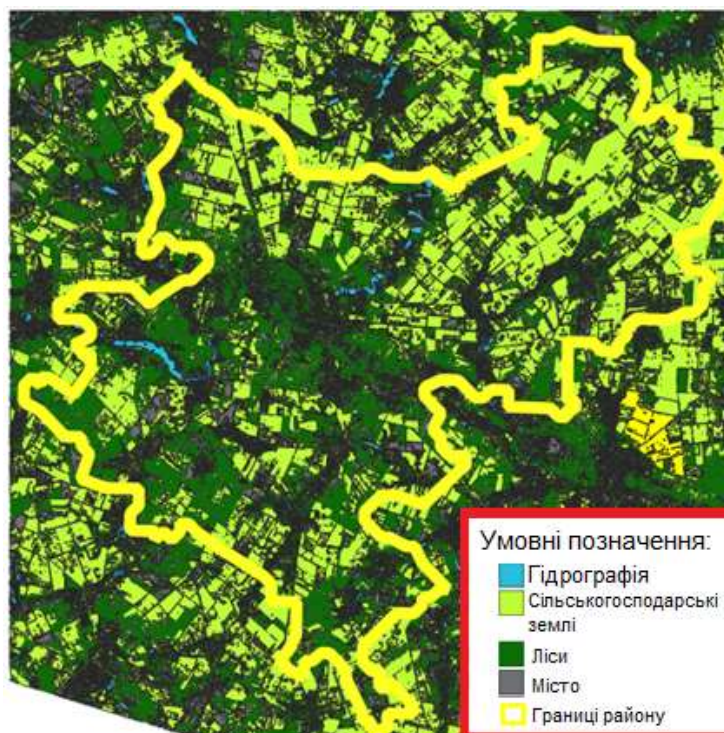 Умовні позначення:
Гідрографія
Сільськогосподарські
землі
Ліси
Місто
Границі району